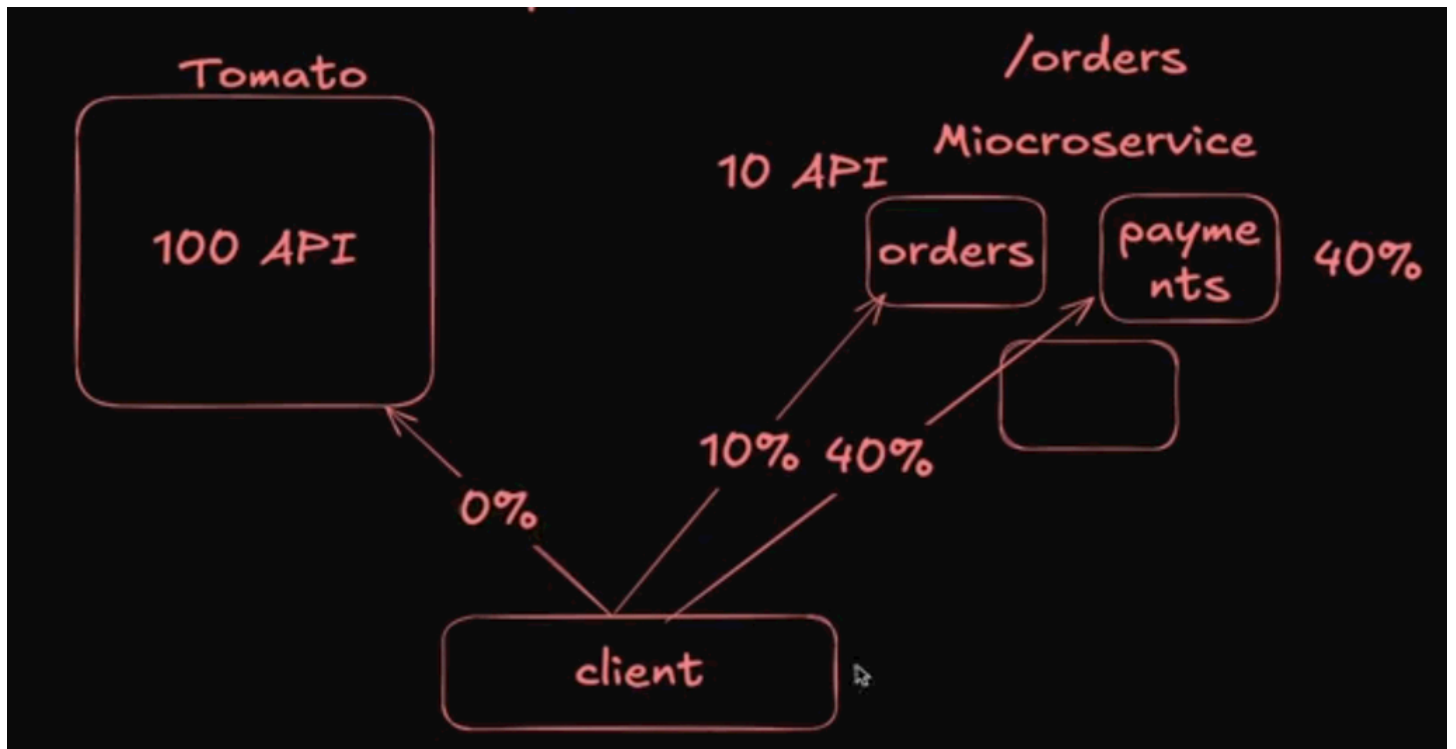 Tomato
100 API
/orders
Miocroservice
10 API
orders
payme
nts
40%
10%
40%
0%
client